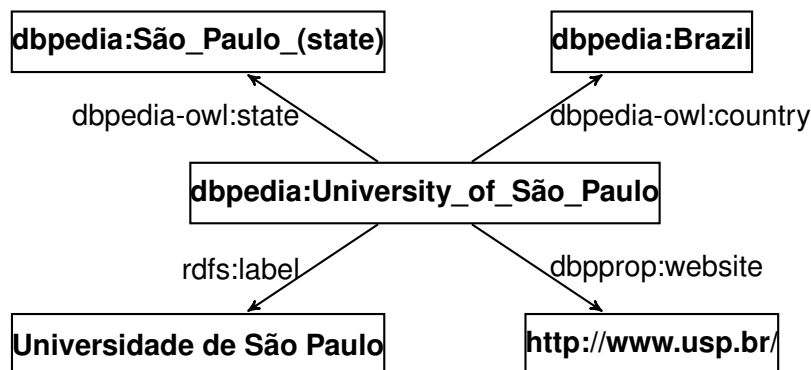 dbpedia:São_Paulo_(state)
dbpedia:Brazil
dbpedia-owl:state
dbpedia-owl:country
dbpedia:University_of_São_Paulo
rdfs:label
dbpprop:website
Universidade de São Paulo
http://www.usp.br/